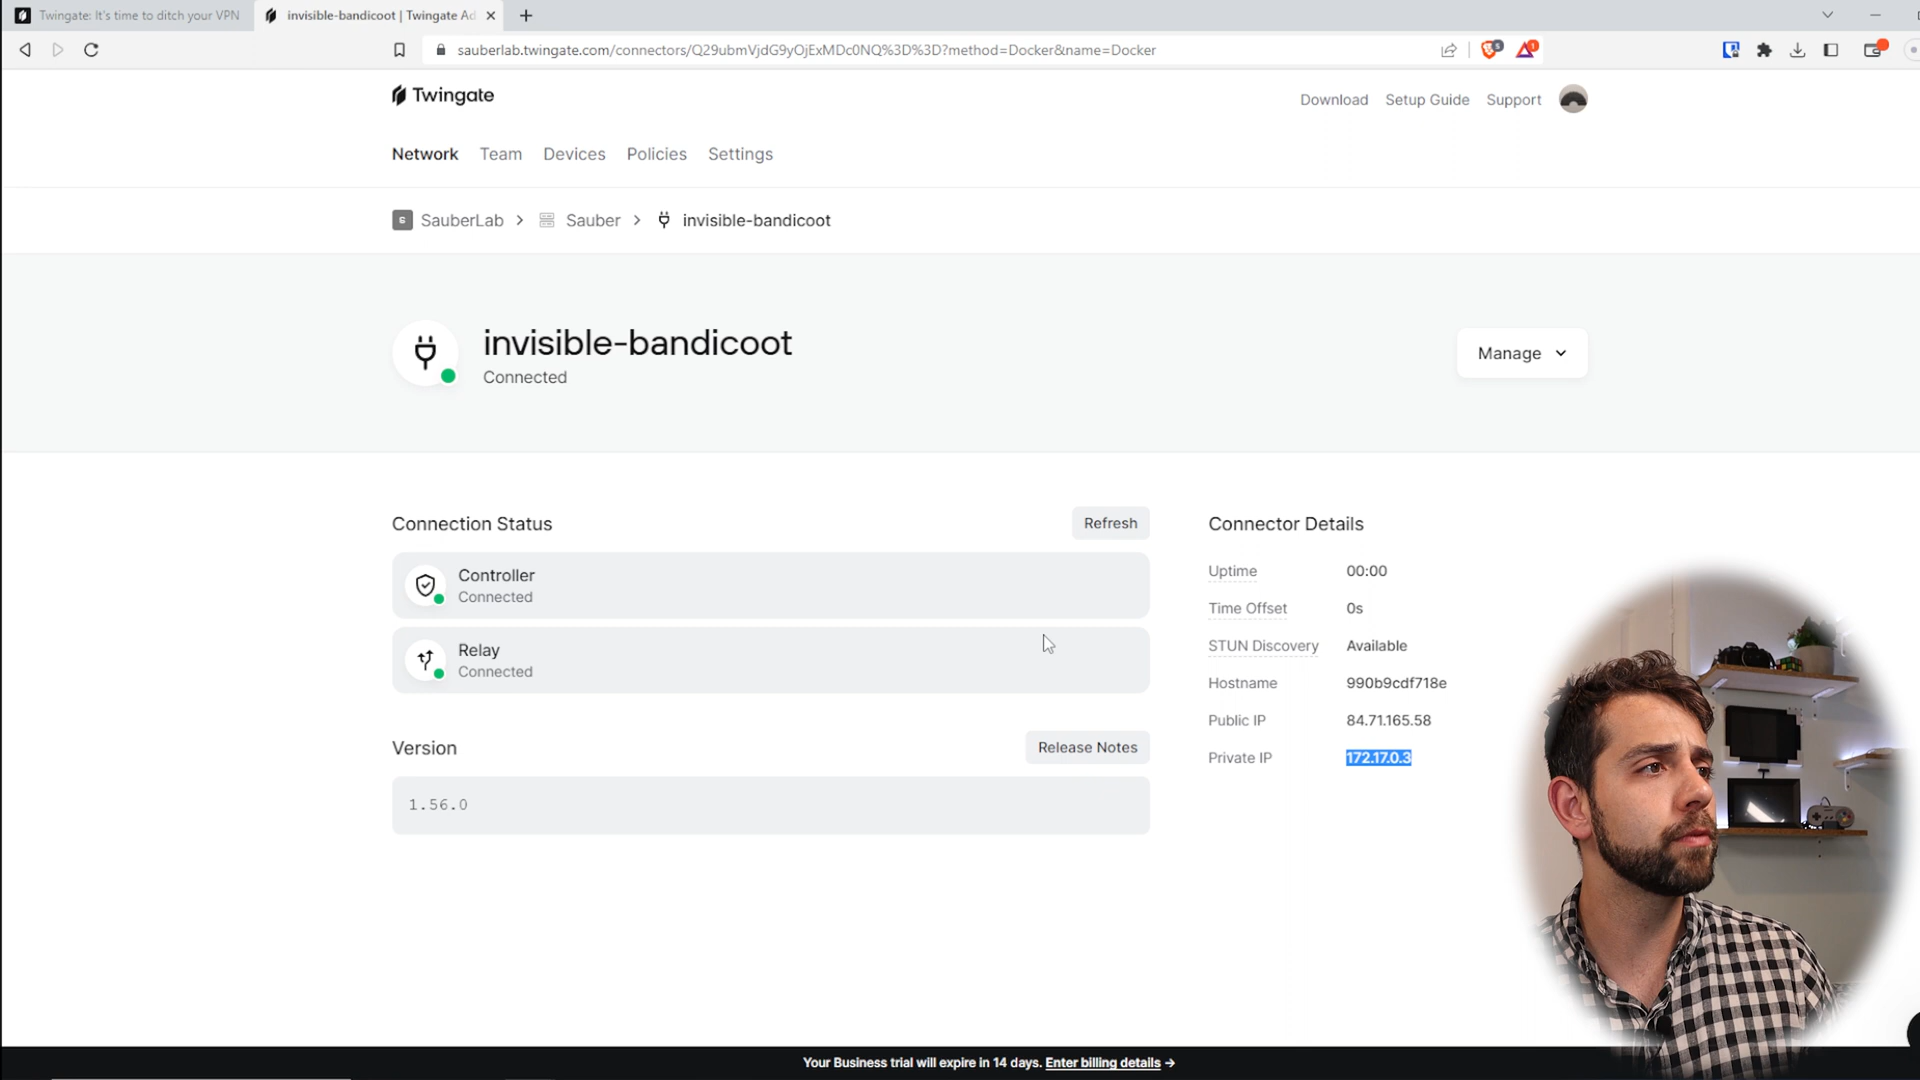 Twingate: It's time to ditch your VPN
invisible-bandicoot | Twingate Ad
sauberlab.twingate.com/connectors/Q29ubmVjdG9yOjExMDc0NQ%3D%3D?method=Docker&name=Docker
5
1
Twingate
Download Setup Guide Support
Network Team Devices Policies Settings
SauberLab > Sauber > invisible-bandicoot
invisible-bandicoot
Connected
Manage
Connection Status
Refresh
Controller
Connected
Relay
Connected
Version
Release Notes
1.56.0
Connector Details
Uptime 00:00
Time Offset 0s
STUN Discovery Available
Hostname 990b9cdf718e
Public IP 84.71.165.58
Private IP 172.17.0.3
Your Business trial will expire in 14 days. Enter billing details →